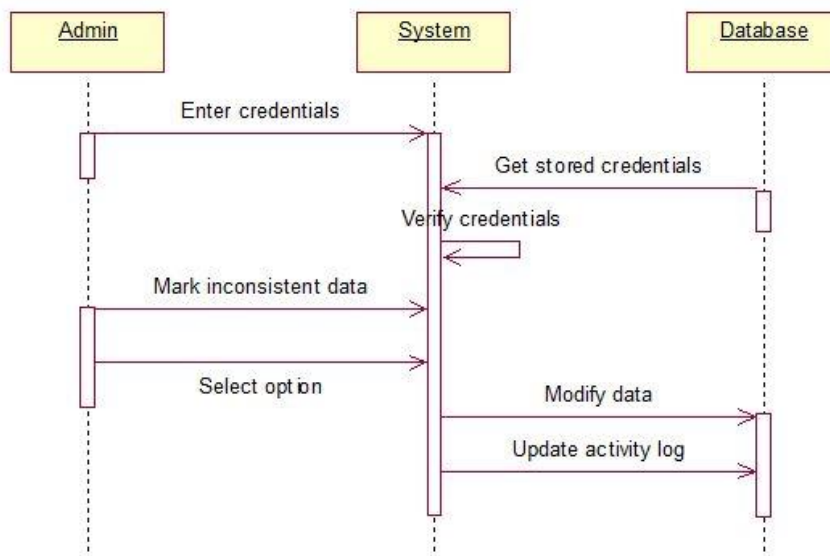 Admin
System
Database
Enter credentials
Get stored credentials
Verify credentials
Mark inconsistent data
Select option
Modify data
Update activity log